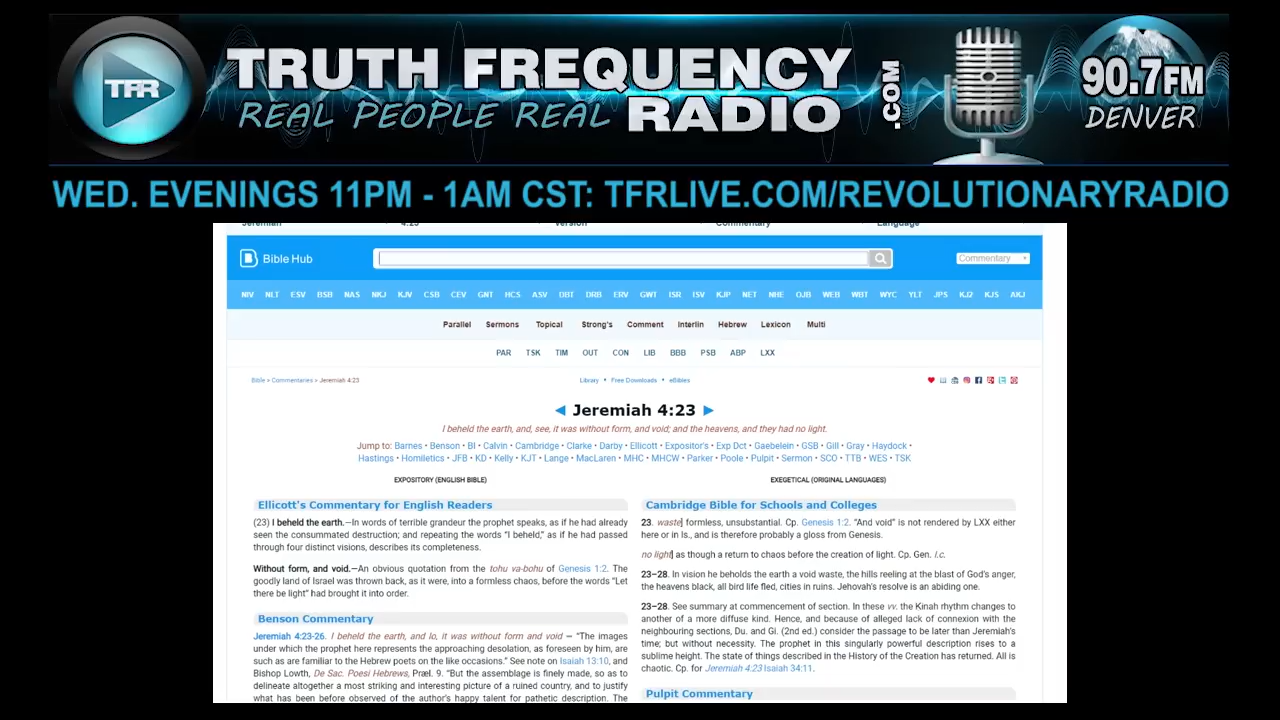 TFR
TRUTH FREQUENCY
REAL PEOPLE REAL RADIO .COM
90.7FM
DENVER
WED. EVENINGS 11PM - 1AM CST: TFRLIVE.COM/REVOLUTIONARYRADIO
Jeremiah 4:23 Version Commentary Language
Bible Hub
Commentary
NIV NLT ESV BSB NAS NKJ KJV CSB CEV GNT HCS ASV DBT DRB ERV GWT ISR ISV KJP NET NHE OJB WEB WBT WYC YLT JPS KJ2 KJS AKJ
Parallel Sermons Topical Strong's Comment Interlin Hebrew Lexicon Multi
PAR TSK TIM OUT CON LIB BBB PSB ABP LXX
Bible > Commentaries > Jeremiah 4:23
Library • Free Downloads • eBibles
◄ Jeremiah 4:23 ►
I beheld the earth, and, see, it was without form, and void; and the heavens, and they had no light.
Jump to: Barnes • Benson • BI • Calvin • Cambridge • Clarke • Darby • Ellicott • Expositor's • Exp Dct • Gaebelein • GSB • Gill • Gray • Haydock •
Hastings • Homiletics • JFB • KD • Kelly • KJT • Lange • MacLaren • MHC • MHCW • Parker • Poole • Pulpit • Sermon • SCO • TTB • WES • TSK
EXPOSITORY (ENGLISH BIBLE)
Ellicott's Commentary for English Readers
(23) I beheld the earth.—In words of terrible grandeur the prophet speaks, as if he had already
seen the consummated destruction; and repeating the words “I beheld,” as if he had passed
through four distinct visions, describes its completeness.
Without form, and void.—An obvious quotation from the tohu va-bohu of Genesis 1:2. The
goodly land of Israel was thrown back, as it were, into a formless chaos, before the words “Let
there be light” had brought it into order.
Benson Commentary
Jeremiah 4:23-26. I beheld the earth, and lo, it was without form and void — “The images
under which the prophet here represents the approaching desolation, as foreseen by him, are
such as are familiar to the Hebrew poets on the like occasions.” See note on Isaiah 13:10, and
Bishop Lowth, De Sac. Poesi Hebrews, Præl. 9. “But the assemblage is finely made, so as to
delineate altogether a most striking and interesting picture of a ruined country, and to justify
what has been before observed of the author's happy talent for pathetic description. The
EXEGETICAL (ORIGINAL LANGUAGES)
Cambridge Bible for Schools and Colleges
23. waste] formless, unsubstantial. Cp. Genesis 1:2. “And void” is not rendered by LXX either
here or in Is., and is therefore probably a gloss from Genesis.
no light] as though a return to chaos before the creation of light. Cp. Gen. l.c.
23–28. In vision he beholds the earth a void waste, the hills reeling at the blast of God's anger,
the heavens black, all bird life fled, cities in ruins. Jehovah's resolve is an abiding one.
23–28. See summary at commencement of section. In these vv. the Kinah rhythm changes to
another of a more diffuse kind. Hence, and because of alleged lack of connexion with the
neighbouring sections, Du. and Gi. (2nd ed.) consider the passage to be later than Jeremiah's
time; but without necessity. The prophet in this singularly powerful description rises to a
sublime height. The state of things described in the History of the Creation has returned. All is
chaotic. Cp. for Jeremiah 4:23 Isaiah 34:11.
Pulpit Commentary